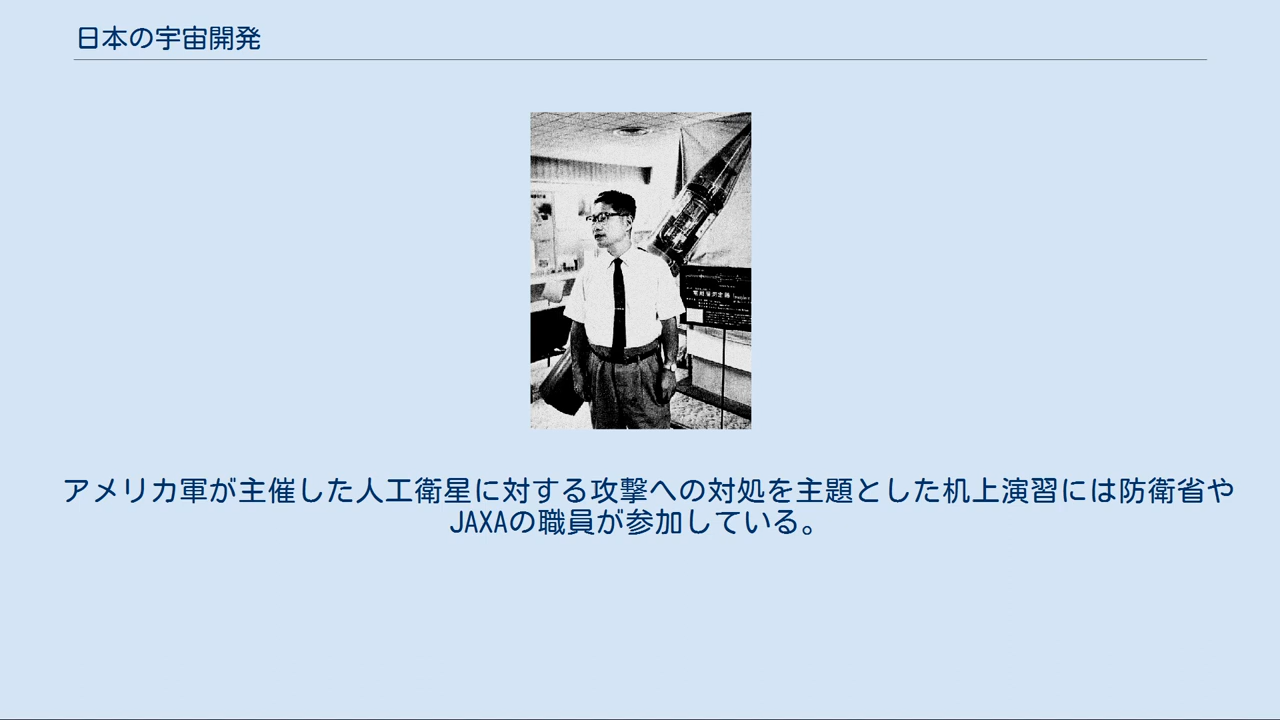 日本の宇宙開発
アメリカ軍が主催した人工衛星に対する攻撃への対処を主題とした机上演習には防衛省や
JAXAの職員が参加している。